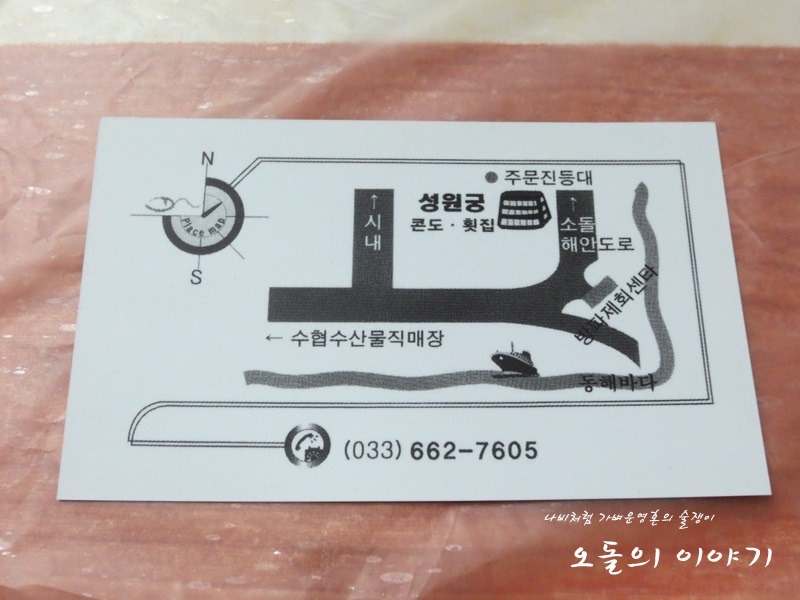 N
Place map
S
주문진등대
성원궁
콘도 · 횟집
↑
시
내
↑
소돌
해안도로
방파제회센타
← 수협수산물직매장
동해바다
(033) 662-7605
나비처럼 가벼운영혼의 술쟁이
오돌의 이야기